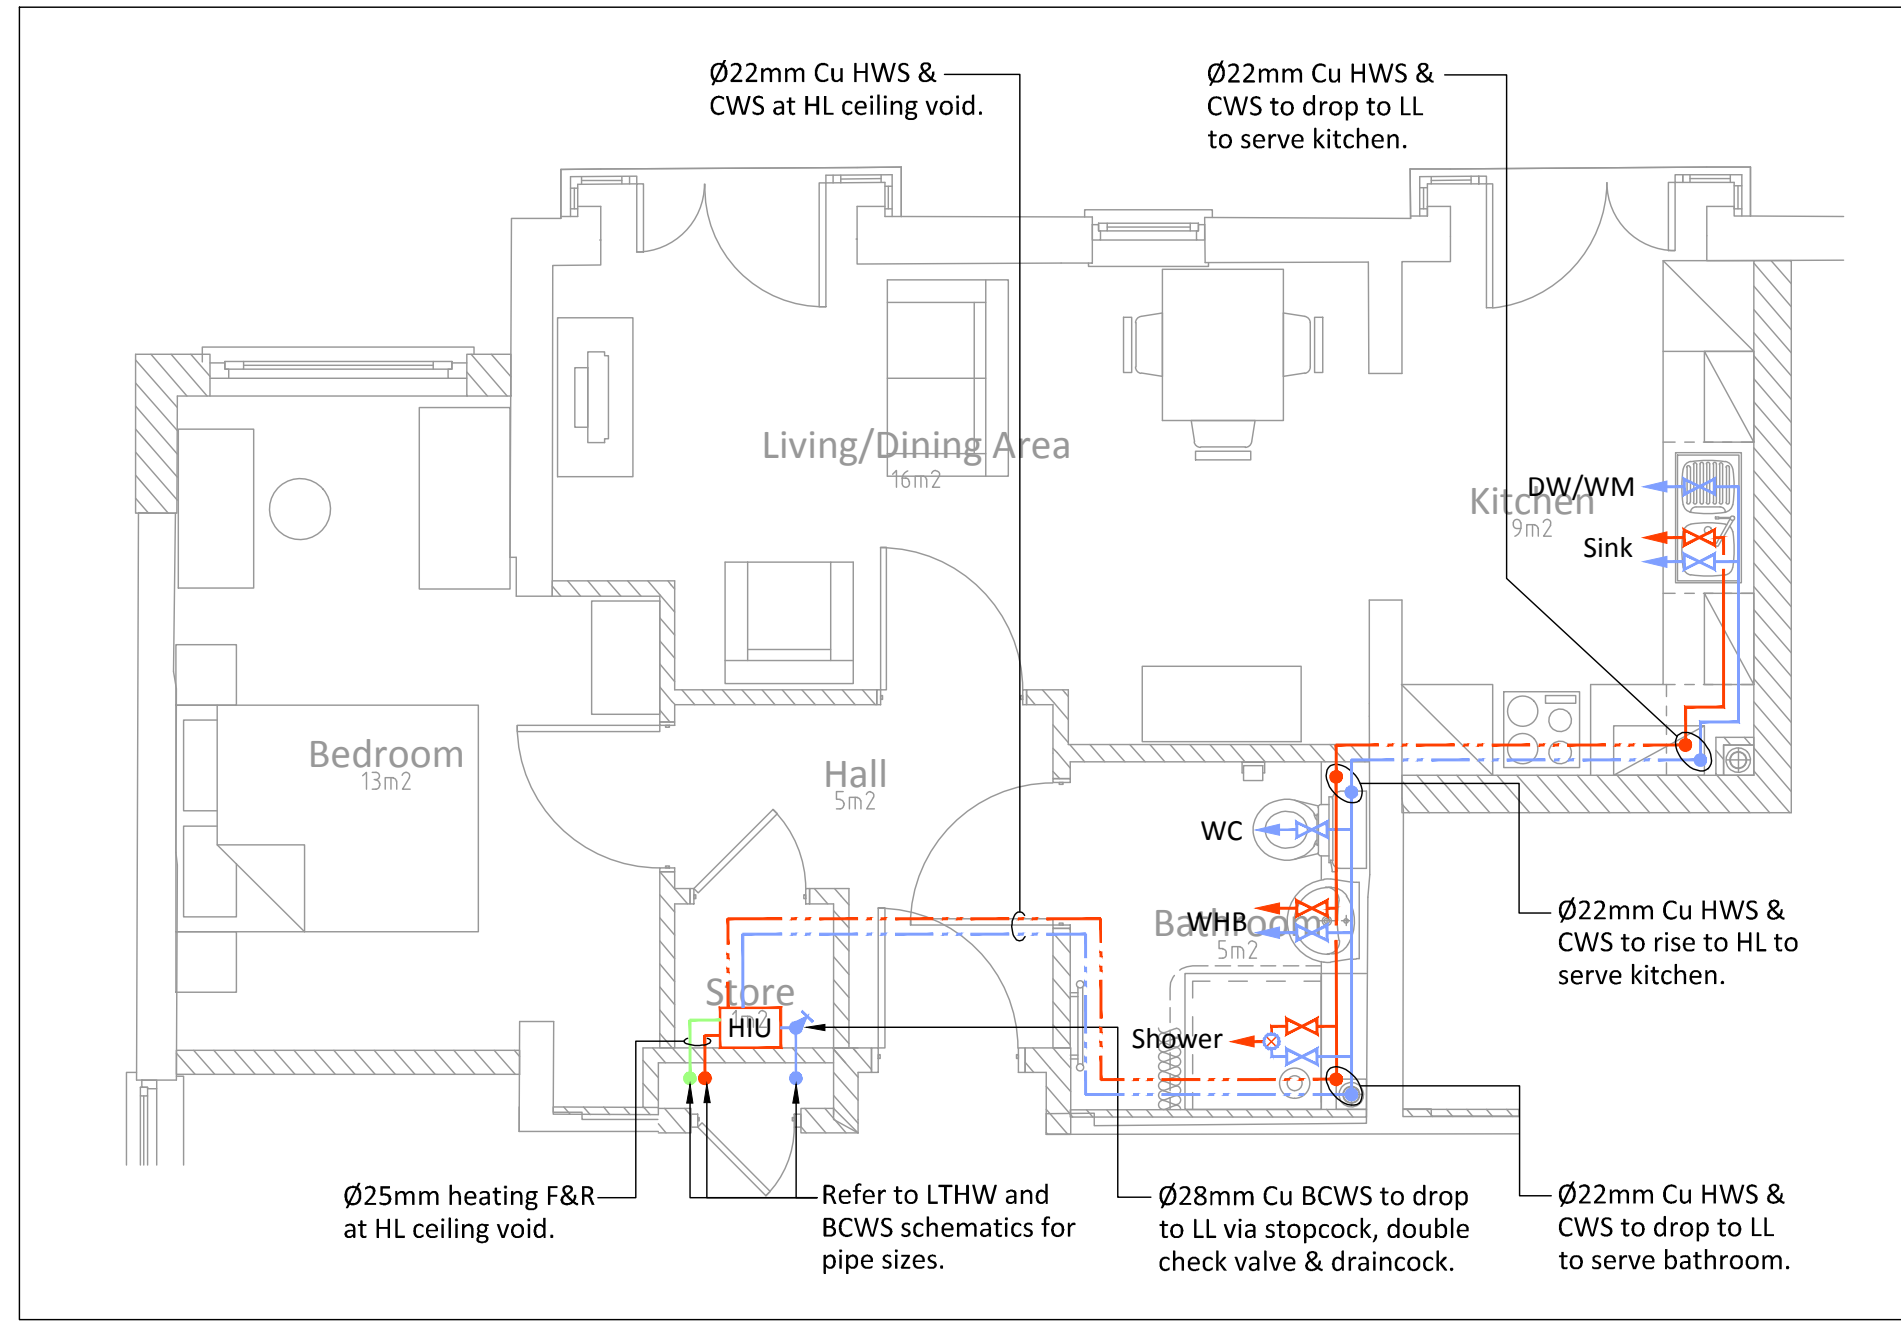 Ø22mm Cu HWS &
CWS at HL ceiling void.
Ø22mm Cu HWS &
CWS to drop to LL
to serve kitchen.
Living/Dining Area
16m2
DW/WM
Kitchen
9m2
Sink
Bedroom
13m2
Hall
5m2
WC
WHB
Bathroom
5m2
Ø22mm Cu HWS &
CWS to rise to HL to
serve kitchen.
Store
1m2
HIU
Shower
Ø25mm heating F&R
at HL ceiling void.
Refer to LTHW and
BCWS schematics for
pipe sizes.
Ø28mm Cu BCWS to drop
to LL via stopcock, double
check valve & draincock.
Ø22mm Cu HWS &
CWS to drop to LL
to serve bathroom.